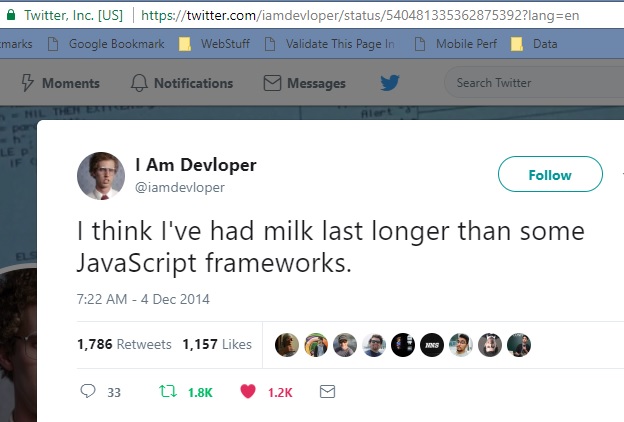 Twitter, Inc. [US] https://twitter.com/iamdevloper/status/540481335362875392?lang=en
marks Google Bookmark WebStuff Validate This Page In Mobile Perf Data
Moments Notifications Messages Search Twitter
I Am Devloper
@iamdevloper
Follow
I think I've had milk last longer than some
JavaScript frameworks.
7:22 AM - 4 Dec 2014
1,786 Retweets 1,157 Likes
33 1.8K 1.2K